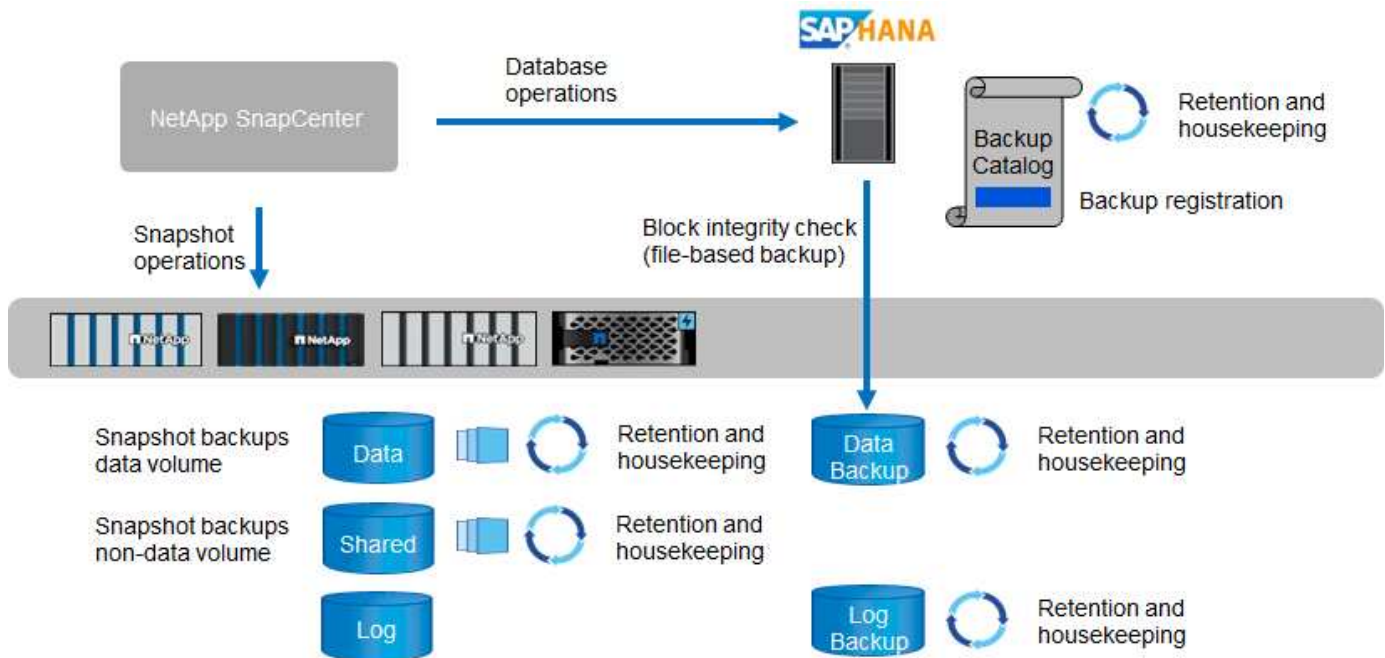 SAP HANA
NetApp SnapCenter
Database
operations
Backup
Catalog
Retention and
housekeeping
Backup registration
Snapshot
operations
Block integrity check
(file-based backup)
NetApp
NetApp
NetApp
Snapshot backups
data volume
Data
Retention and
housekeeping
Data
Backup
Retention and
housekeeping
Snapshot backups
non-data volume
Shared
Retention and
housekeeping
Log
Log
Backup
Retention and
housekeeping